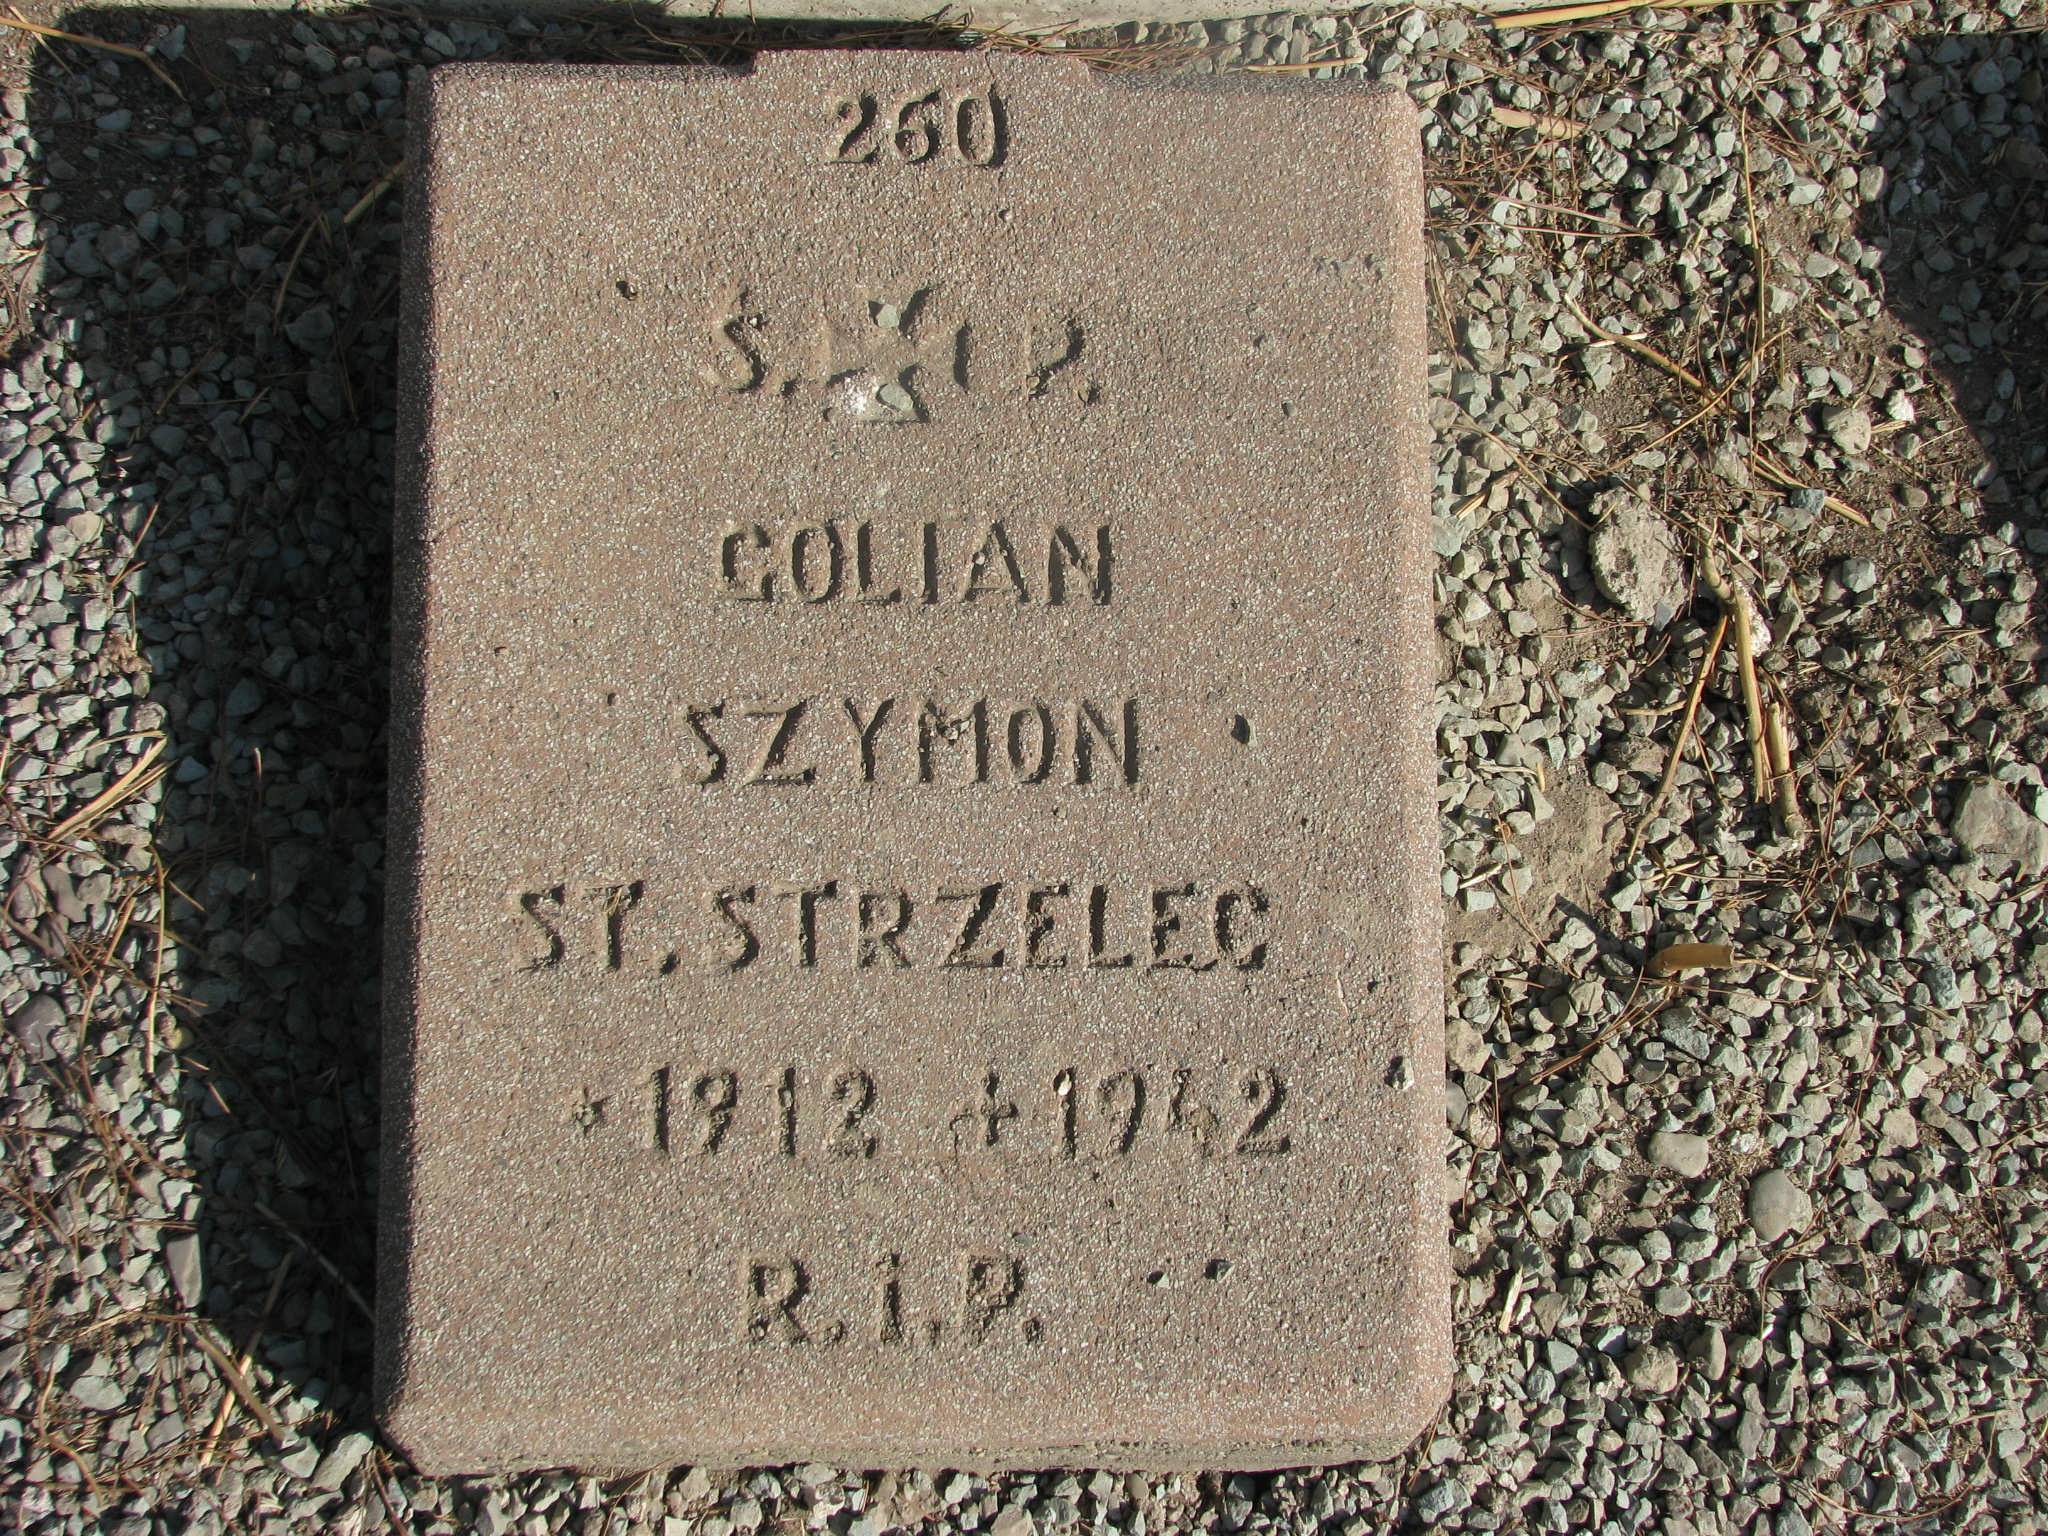 260
S. P.
GOLIAN
SZYMON
ST. STRZELEC
*1912 +1942
R.I.P.